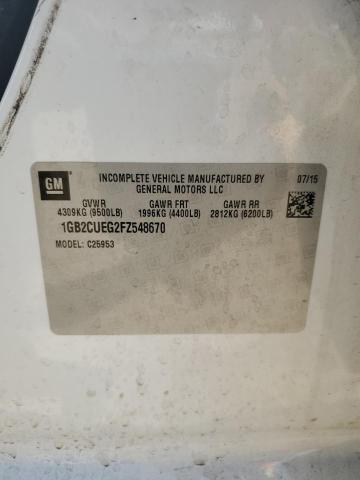 GM
INCOMPLETE VEHICLE MANUFACTURED BY
GENERAL MOTORS LLC
07/15
GVWR GAWR FRT GAWR RR
4309KG (9500LB) 1996KG (4400LB) 2812KG (6200LB)
1GB2CUEG2FZ548670
MODEL: C25953